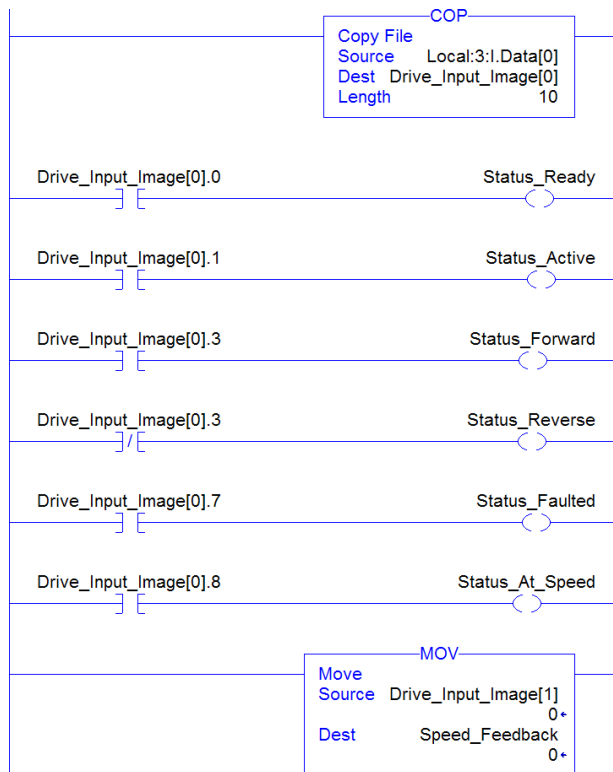 COP
Copy File
Source Local:3:I.Data[0]
Dest Drive_Input_Image[0]
Length 10
Drive_Input_Image[0].0 Status_Ready
Drive_Input_Image[0].1 Status_Active
Drive_Input_Image[0].3 Status_Forward
Drive_Input_Image[0].3 Status_Reverse
/
Drive_Input_Image[0].7 Status_Faulted
Drive_Input_Image[0].8 Status_At_Speed
MOV
Move
Source Drive_Input_Image[1]
0
Dest Speed_Feedback
0